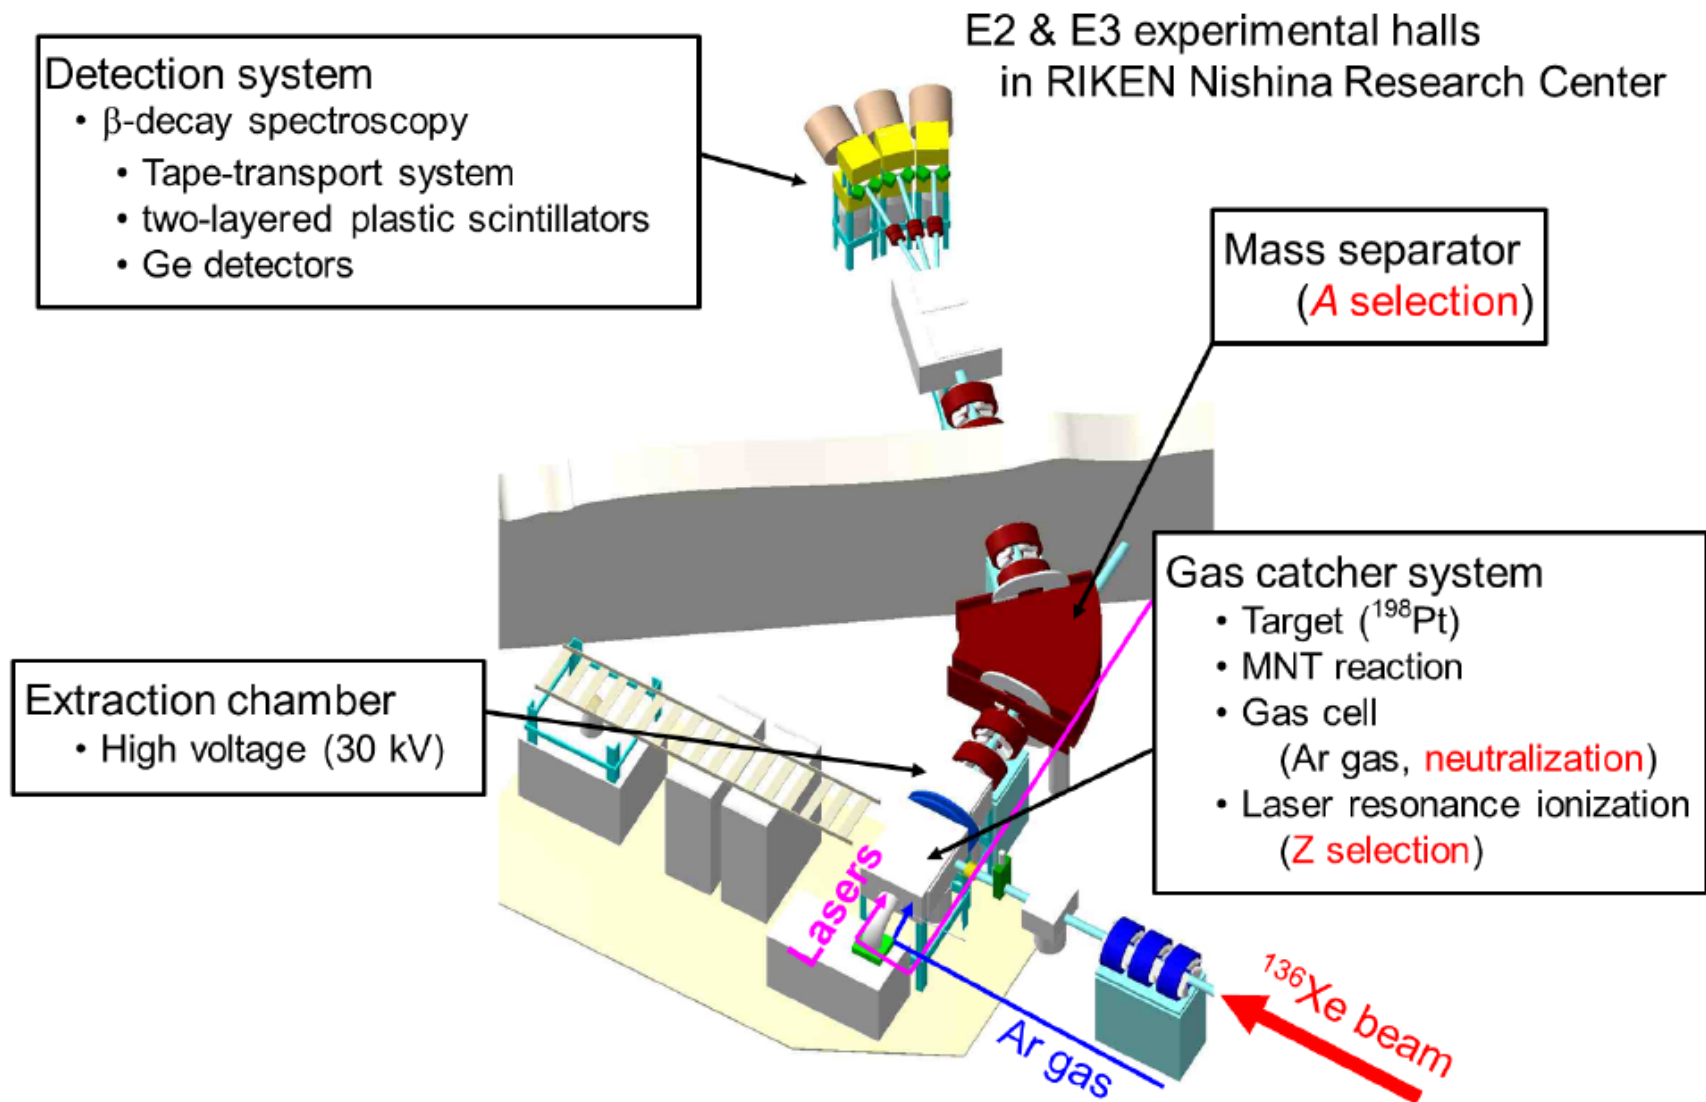 E2 & E3 experimental halls
in RIKEN Nishina Research Center
Detection system
• β-decay spectroscopy
• Tape-transport system
• two-layered plastic scintillators
• Ge detectors
Mass separator
(A selection)
Gas catcher system
• Target (¹⁹⁸Pt)
• MNT reaction
• Gas cell
(Ar gas, neutralization)
• Laser resonance ionization
(Z selection)
Extraction chamber
• High voltage (30 kV)
Lasers
Ar gas
¹³⁶Xe beam